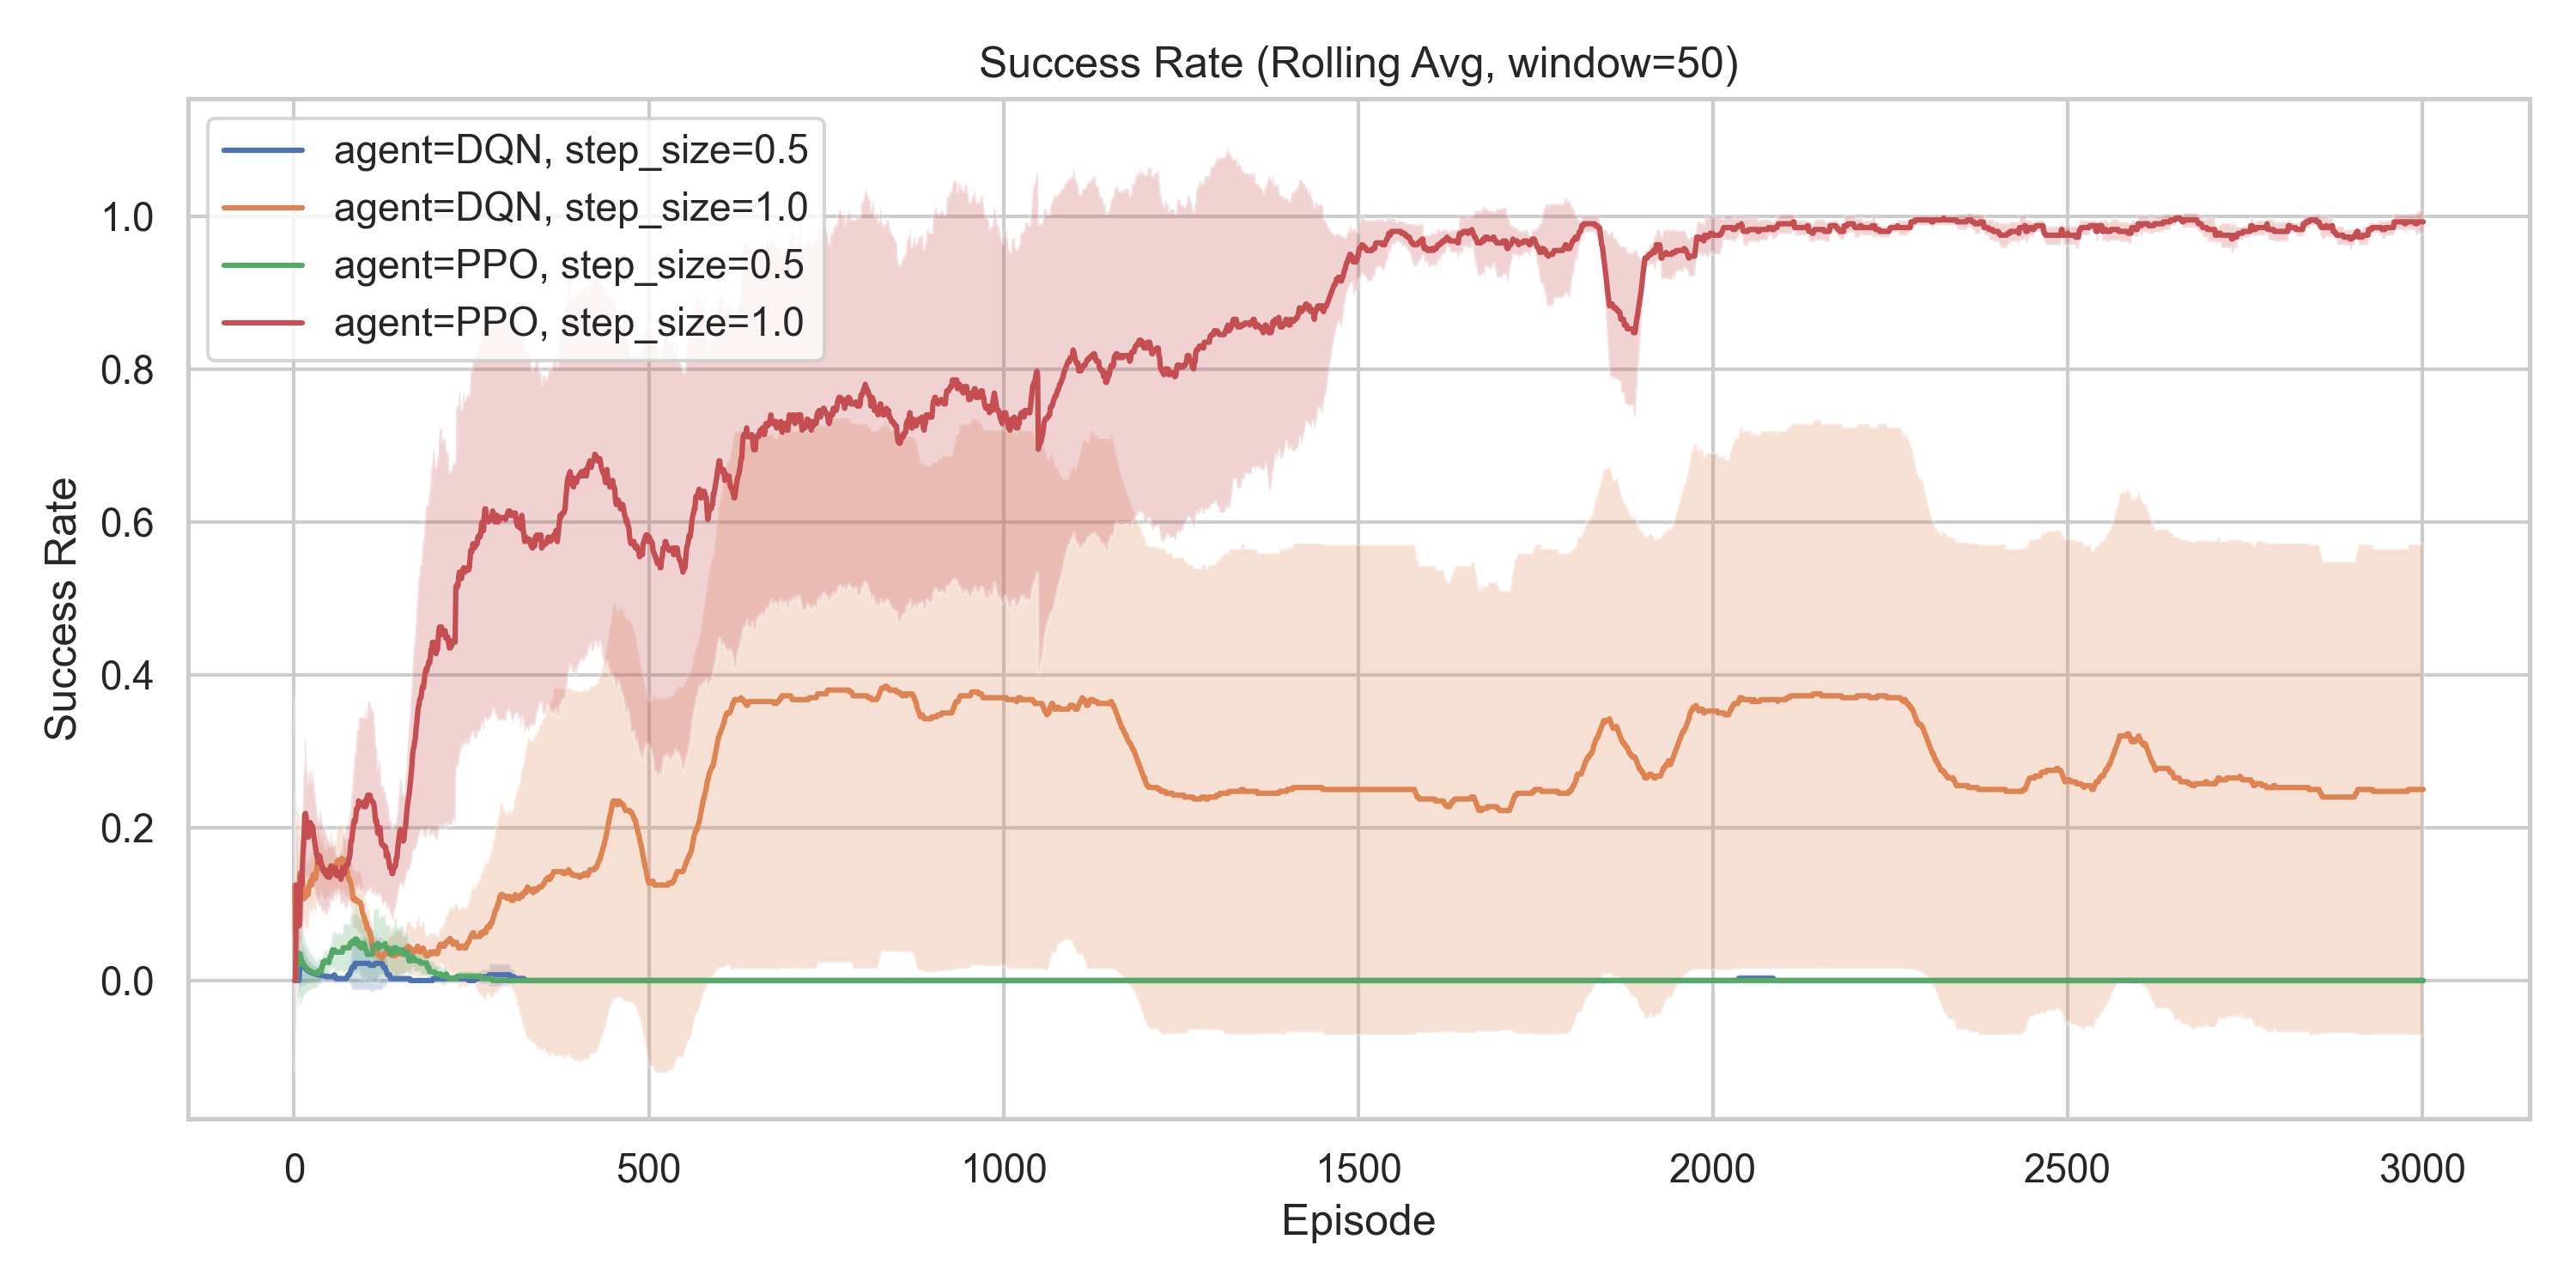 Success Rate (Rolling Avg, window=50)
agent=DQN, step_size=0.5
agent=DQN, step_size=1.0
agent=PPO, step_size=0.5
agent=PPO, step_size=1.0
Success Rate
1.0
0.8
0.6
0.4
0.2
0.0
0 500 1000 1500 2000 2500 3000
Episode